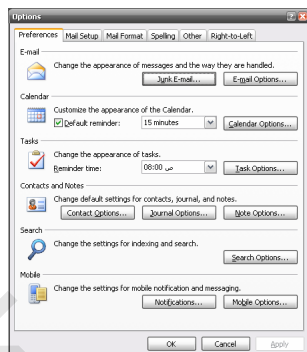 Options
Preferences Mail Setup Mail Format Spelling Other Right-to-Left
E-mail
Change the appearance of messages and the way they are handled.
Junk E-mail... E-mail Options...
Calendar
Customize the appearance of the Calendar.
Default reminder: 15 minutes Calendar Options...
Tasks
Change the appearance of tasks.
Reminder time: 08:00 ص Task Options...
Contacts and Notes
Change default settings for contacts, journal, and notes.
Contact Options... Journal Options... Note Options...
Search
Change the settings for indexing and search.
Search Options...
Mobile
Change the settings for mobile notification and messaging.
Notifications... Mobile Options...
OK Cancel Apply